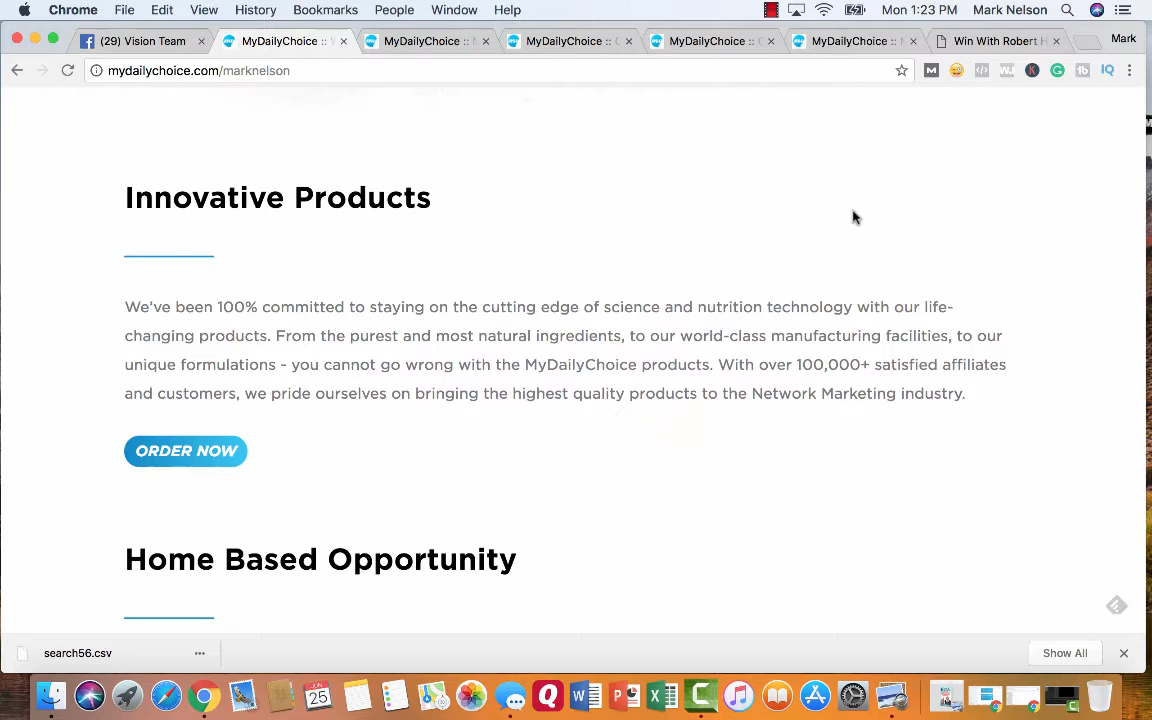 Chrome File Edit View History Bookmarks People Window Help Mon 1:23 PM Mark Nelson
(29) Vision Team MyDailyChoice :: MyDailyChoice :: MyDailyChoice :: MyDailyChoice :: MyDailyChoice :: Win With Robert Mark
mydailychoice.com/marknelson
Innovative Products
We've been 100% committed to staying on the cutting edge of science and nutrition technology with our life-
changing products. From the purest and most natural ingredients, to our world-class manufacturing facilities, to our
unique formulations - you cannot go wrong with the MyDailyChoice products. With over 100,000+ satisfied affiliates
and customers, we pride ourselves on bringing the highest quality products to the Network Marketing industry.
ORDER NOW
Home Based Opportunity
search56.csv Show All